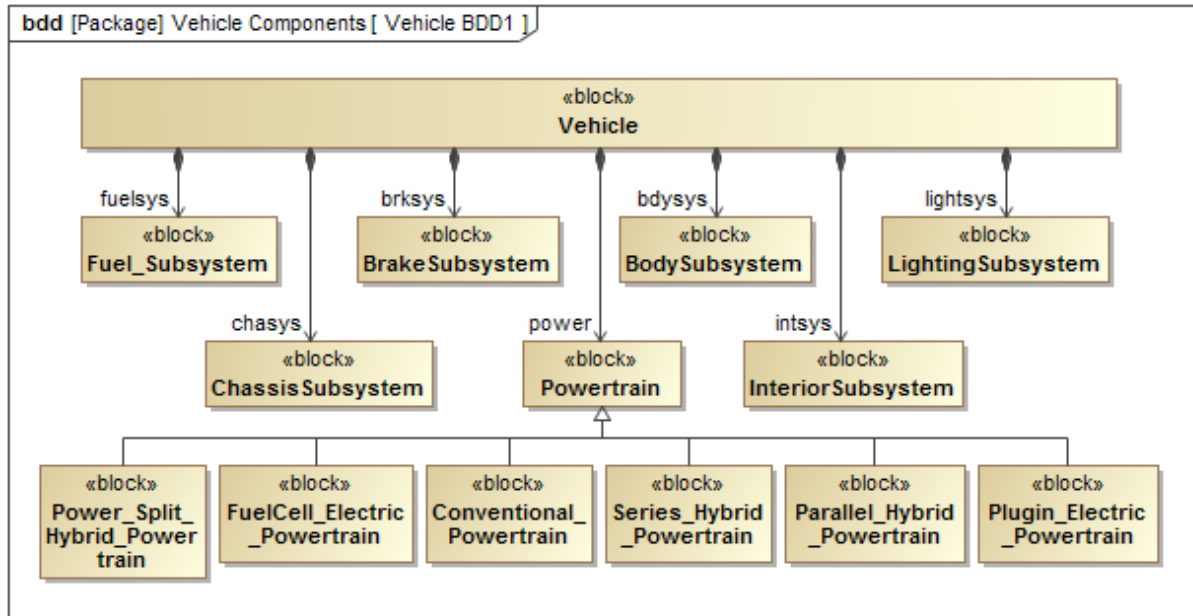 bdd [Package] Vehicle Components [ Vehicle BDD1 ]
«block»
Vehicle
fuelsys
brksys
bdysys
lightsys
«block»
Fuel_Subsystem
«block»
BrakeSubsystem
«block»
BodySubsystem
«block»
LightingSubsystem
chasys
power
intsys
«block»
ChassisSubsystem
«block»
Powertrain
«block»
InteriorSubsystem
«block»
Power_Split_
Hybrid_Power
train
«block»
FuelCell_Electric
_Powertrain
«block»
Conventional_
Powertrain
«block»
Series_Hybrid
_Powertrain
«block»
Parallel_Hybrid
_Powertrain
«block»
Plugin_Electric
_Powertrain